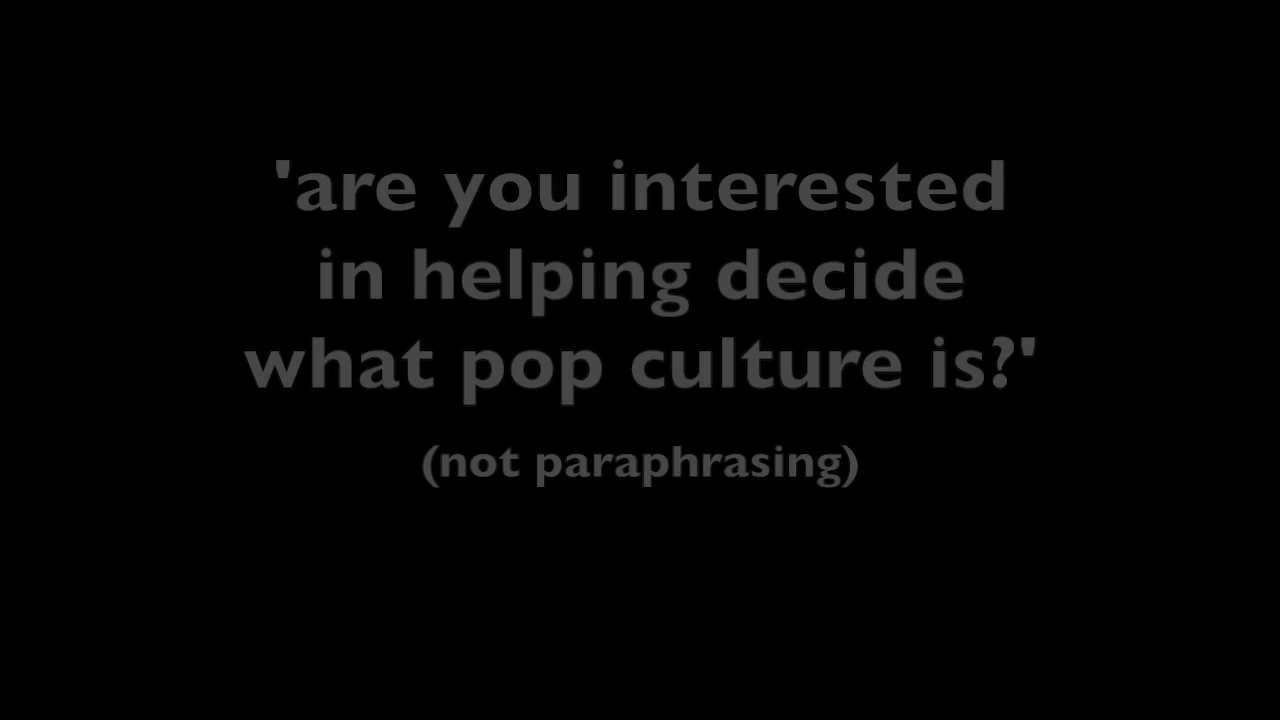 'are you interested
in helping decide
what pop culture is?'
(not paraphrasing)